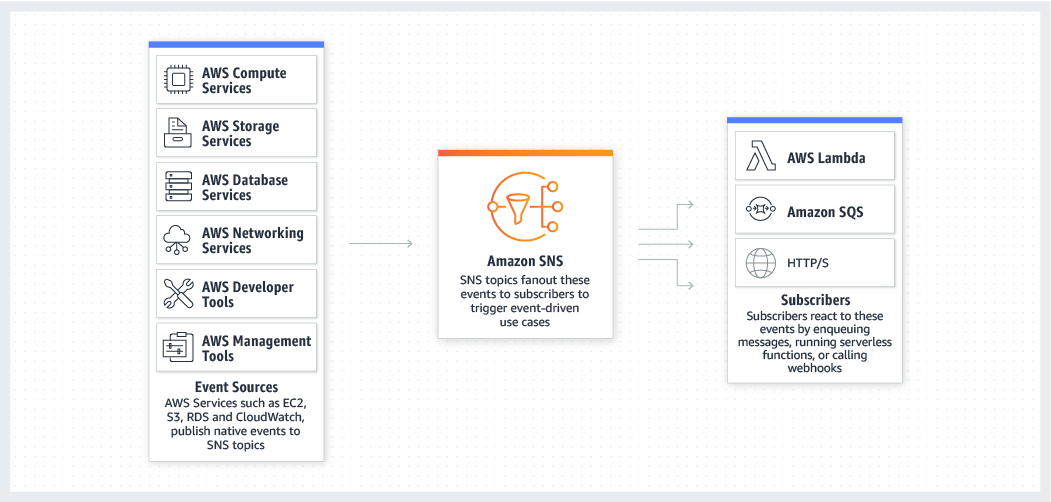 AWS Compute
Services
AWS Storage
Services
AWS Database
Services
AWS Networking
Services
AWS Developer
Tools
AWS Management
Tools
Event Sources
AWS Services such as EC2,
S3, RDS and CloudWatch,
publish native events to
SNS topics
Amazon SNS
SNS topics fanout these
events to subscribers to
trigger event-driven
use cases
AWS Lambda
Amazon SQS
HTTP/S
Subscribers
Subscribers react to these
events by enqueuing
messages, running serverless
functions, or calling
webhooks